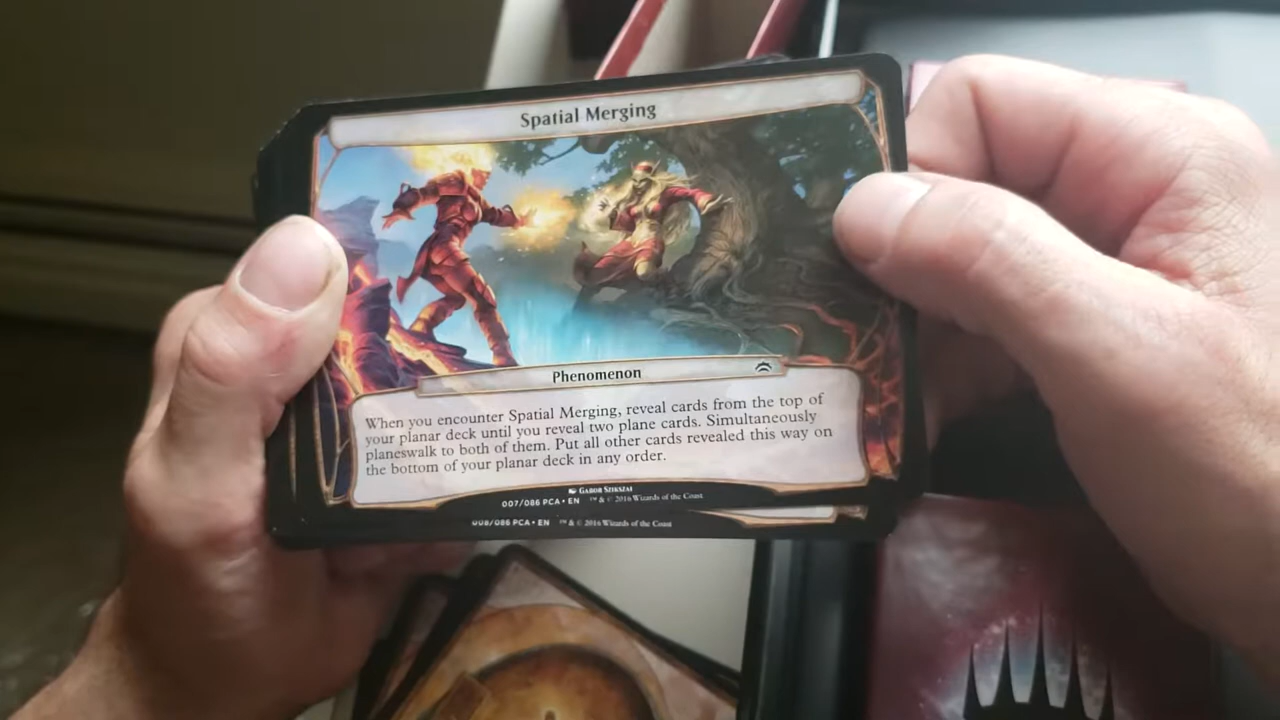 Spatial Merging
Phenomenon
When you encounter Spatial Merging, reveal cards from the top of
your planar deck until you reveal two plane cards. Simultaneously
planeswalk to both of them. Put all other cards revealed this way on
the bottom of your planar deck in any order.
Gabor Szikszai
007/086 PCA • EN ™ & © 2016 Wizards of the Coast
008/086 PCA • EN ™ & © 2016 Wizards of the Coast